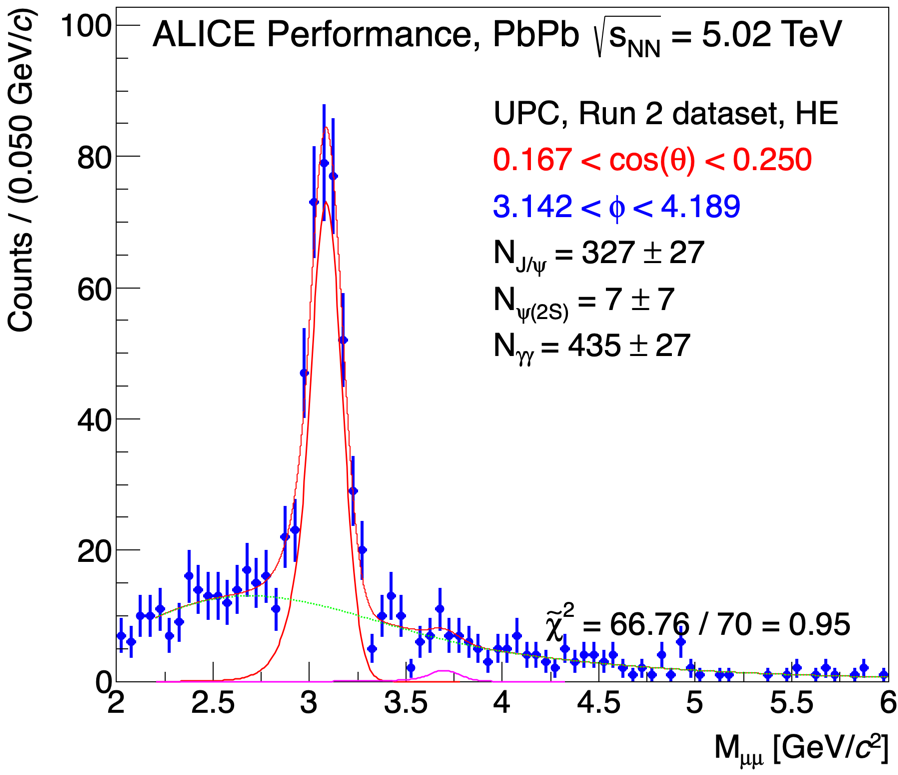 ALICE Performance, PbPb √sNN = 5.02 TeV
UPC, Run 2 dataset, HE
0.167 < cos(θ) < 0.250
3.142 < ϕ < 4.189
NJ/ψ = 327 ± 27
Nψ(2S) = 7 ± 7
Nγγ = 435 ± 27
χ̃² = 66.76 / 70 = 0.95
Counts / (0.050 GeV/c)
100
80
60
40
20
0
2 2.5 3 3.5 4 4.5 5 5.5 6
Mμμ [GeV/c²]